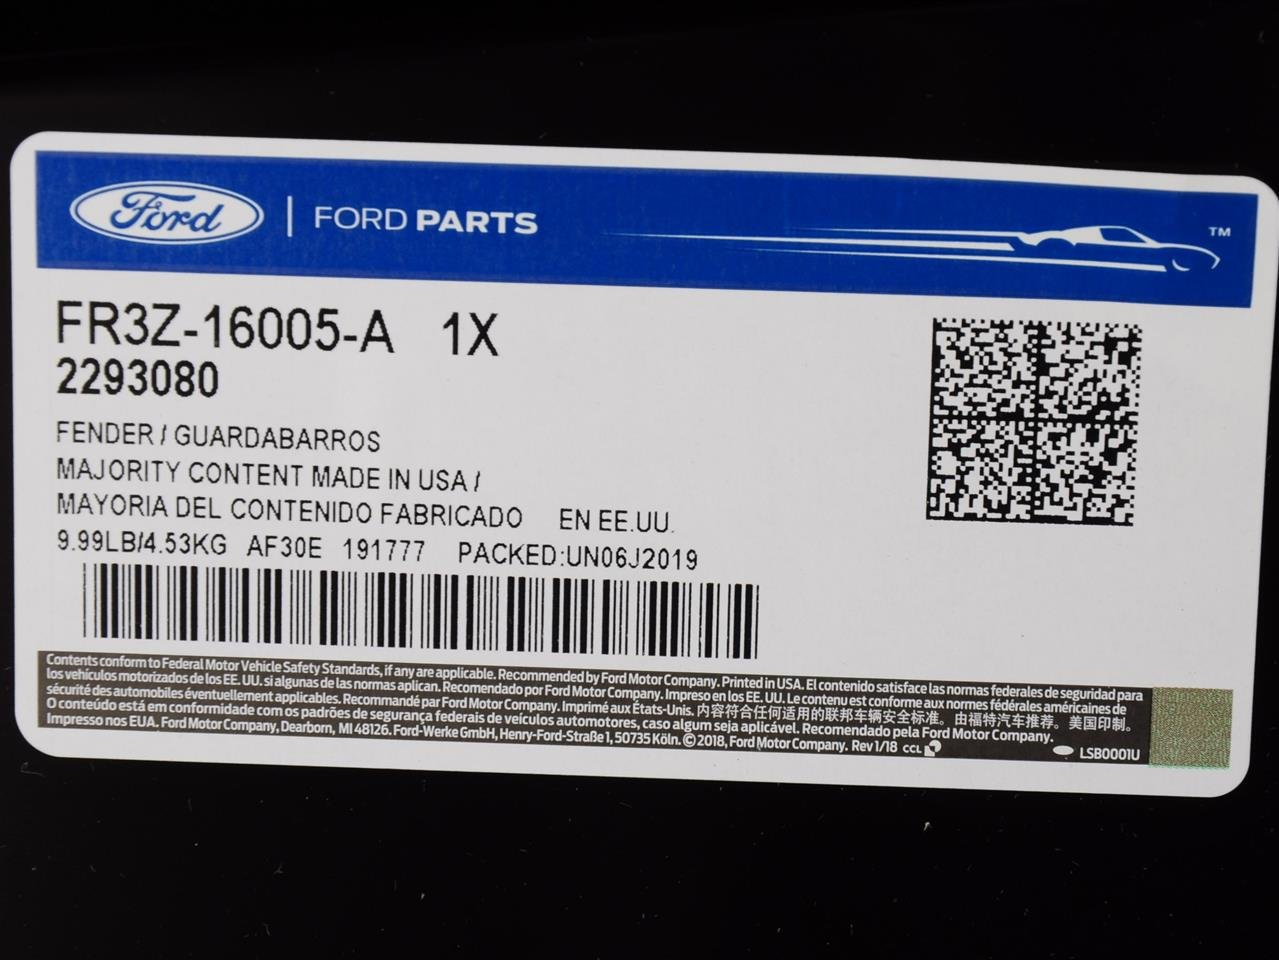 Ford | FORD PARTS
TM
FR3Z-16005-A 1X
2293080
FENDER / GUARDABARROS
MAJORITY CONTENT MADE IN USA /
MAYORIA DEL CONTENIDO FABRICADO EN EE.UU.
9.99LB/4.53KG AF30E 191777 PACKED:UN06J2019
Contents conform to Federal Motor Vehicle Safety Standards, if any are applicable. Recommended by Ford Motor Company. Printed in USA. El contenido satisface las normas federales de seguridad para
los vehículos motorizados de los EE. UU. si algunas de las normas aplican. Recomendado por Ford Motor Company. Impreso en los EE. UU. Le contenu est conforme aux normes fédérales américaines de
sécurité des automobiles éventuellement applicables. Recommandé par Ford Motor Company. Imprimé aux États-Unis. 内容符合任何适用的联邦车辆安全标准。由福特汽车推荐。美国印制。
O conteúdo está em conformidade com os padrões de segurança federais de veículos automotores, caso algum seja aplicável. Recomendado pela Ford Motor Company.
Impresso nos EUA. Ford Motor Company, Dearborn, MI 48126. Ford-Werke GmbH, Henry-Ford-Straße 1, 50735 Köln. © 2018, Ford Motor Company. Rev 1/18 CCL
LSB0001U